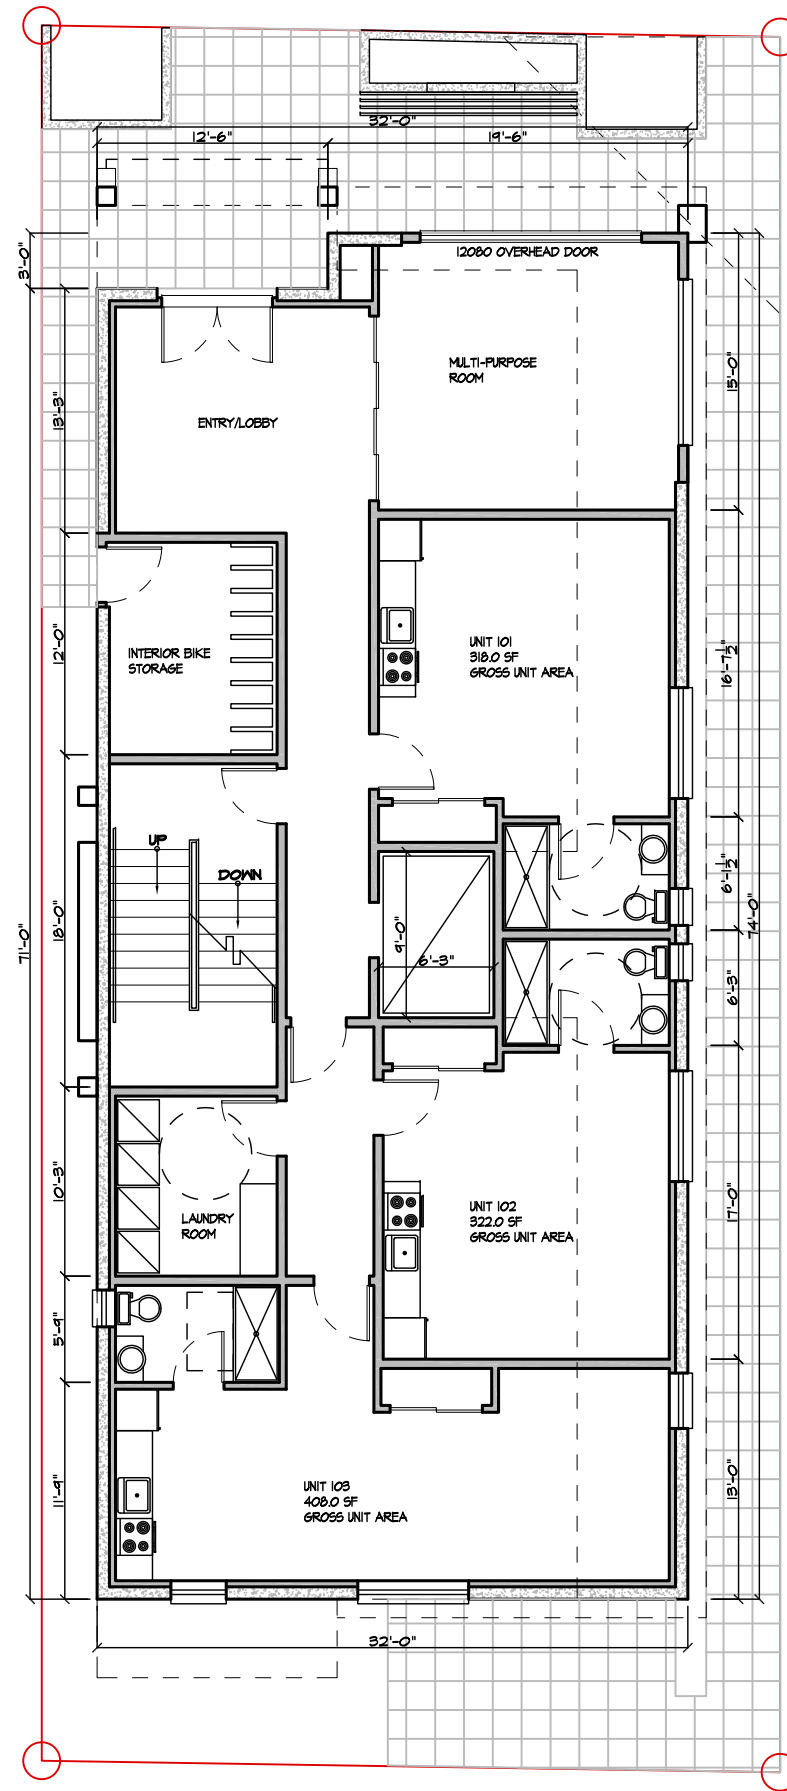 32'-0"
12'-6"
19'-6"
3'-0"
12080 OVERHEAD DOOR
MULTI-PURPOSE
ROOM
15'-0"
13'-3"
ENTRY/LOBBY
INTERIOR BIKE
STORAGE
12'-0"
UNIT 101
318.0 SF
GROSS UNIT AREA
16'-7½"
UP
DOWN
18'-0"
71'-0"
9'-0"
6'-3"
6'-1½"
74'-0"
6'-3"
10'-3"
LAUNDRY
ROOM
UNIT 102
322.0 SF
GROSS UNIT AREA
17'-0"
5'-9"
11'-9"
UNIT 103
408.0 SF
GROSS UNIT AREA
13'-0"
32'-0"